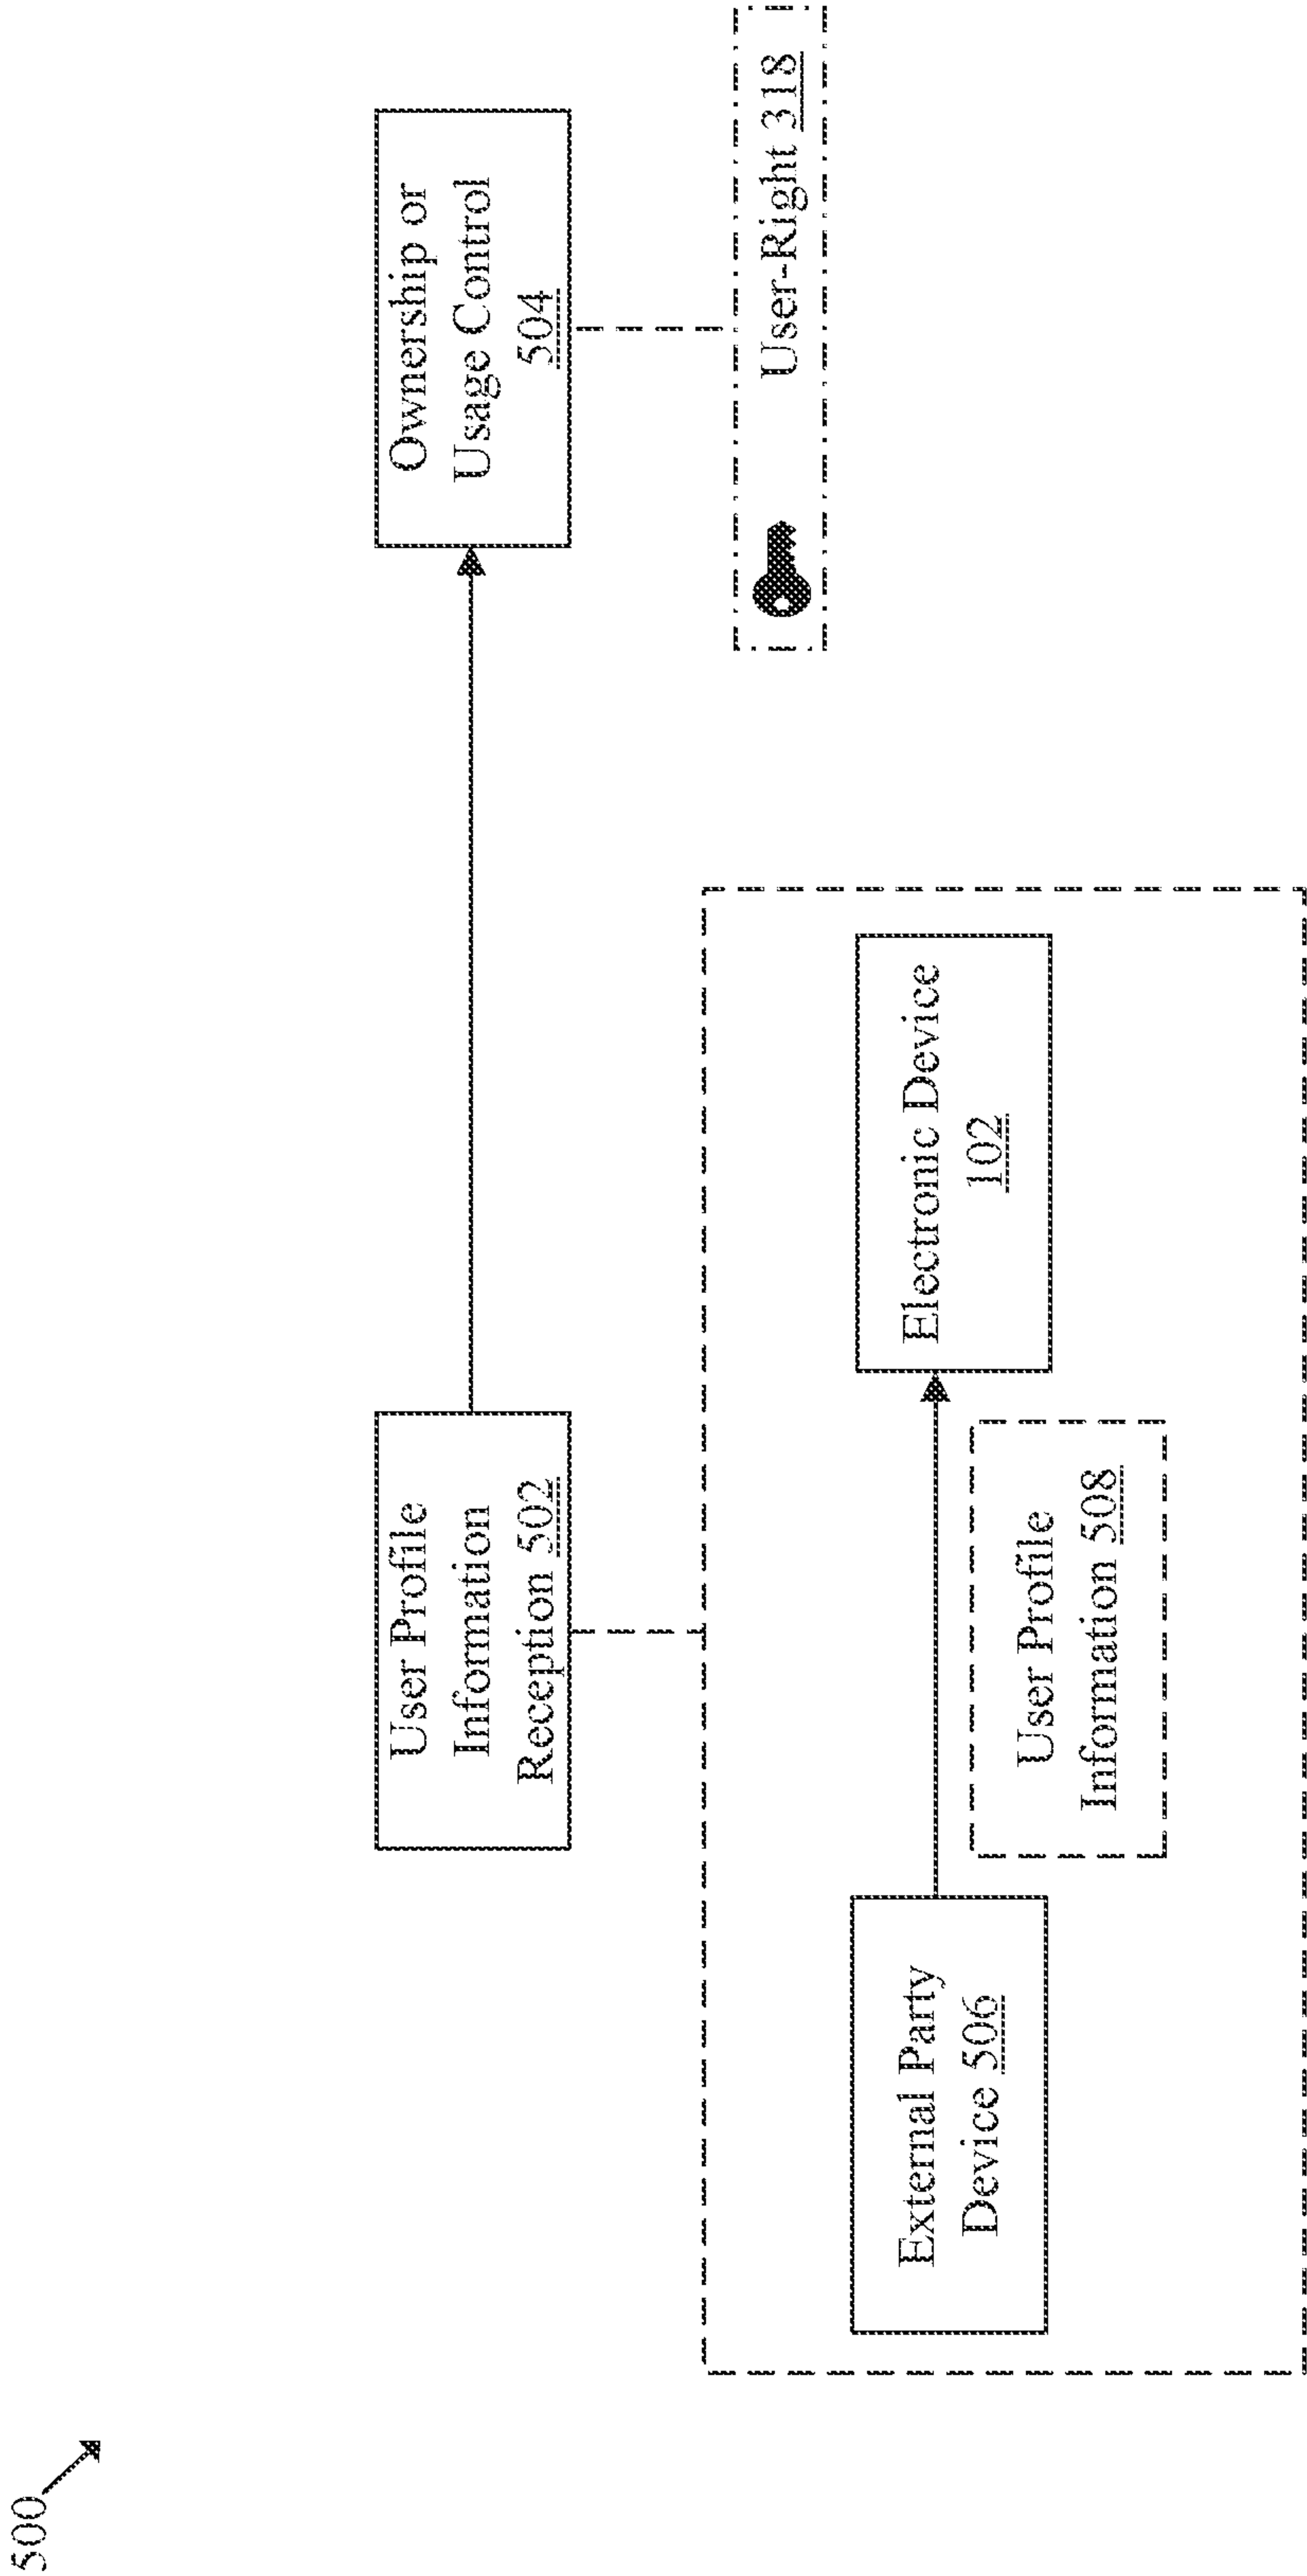 500
User Profile
Information
Reception 502
Ownership or
Usage Control
504
User-Right 318
External Party
Device 506
User Profile
Information 508
Electronic Device
102